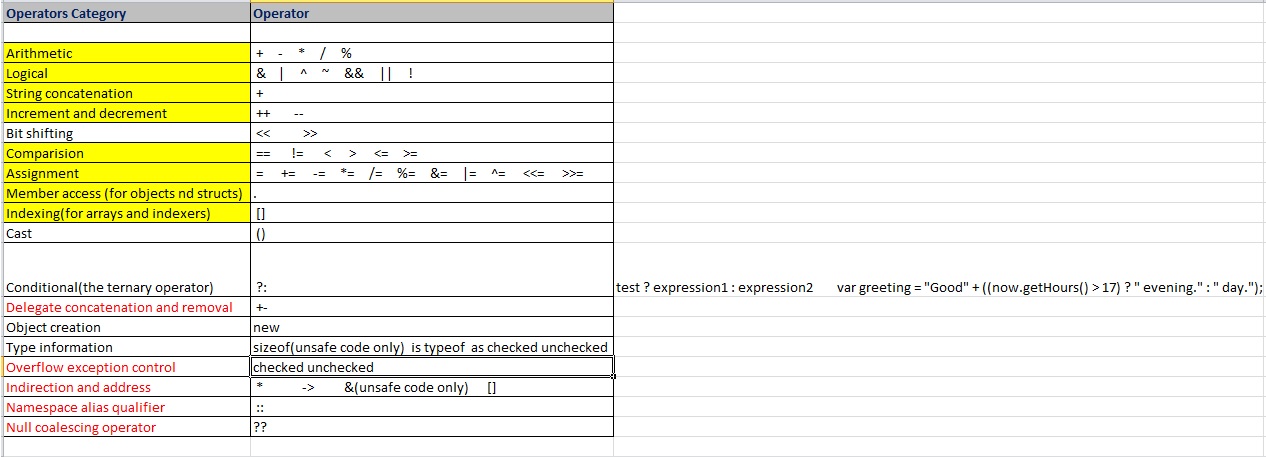 Operators Category Operator
Arithmetic + - * / %
Logical & | ^ ~ && || !
String concatenation +
Increment and decrement ++ --
Bit shifting << >>
Comparision == != < > <= >=
Assignment = += -= *= /= %= &= |= ^= <<= >>=
Member access (for objects nd structs) .
Indexing(for arrays and indexers) []
Cast ()
Conditional(the ternary operator) ?: test ? expression1 : expression2 var greeting = "Good" + ((now.getHours() > 17) ? " evening." : " day.");
Delegate concatenation and removal +-
Object creation new
Type information sizeof(unsafe code only) is typeof as checked unchecked
Overflow exception control checked unchecked
Indirection and address * -> &(unsafe code only) []
Namespace alias qualifier ::
Null coalescing operator ??